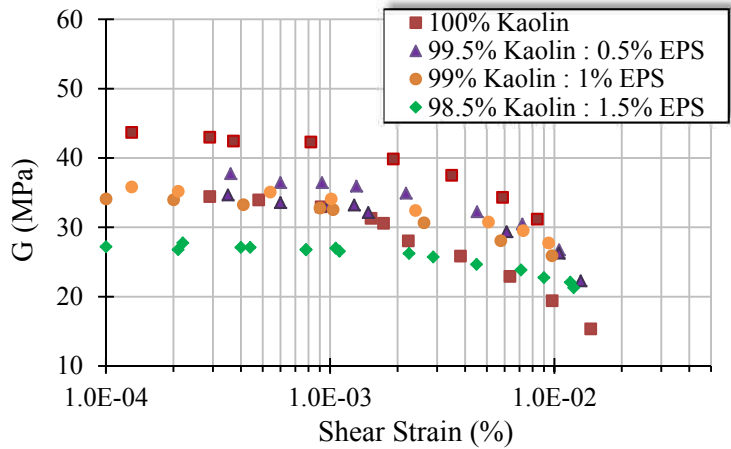 60
50
40
30
20
10
G (MPa)
100% Kaolin
99.5% Kaolin : 0.5% EPS
99% Kaolin : 1% EPS
98.5% Kaolin : 1.5% EPS
1.0E-04 1.0E-03 1.0E-02
Shear Strain (%)